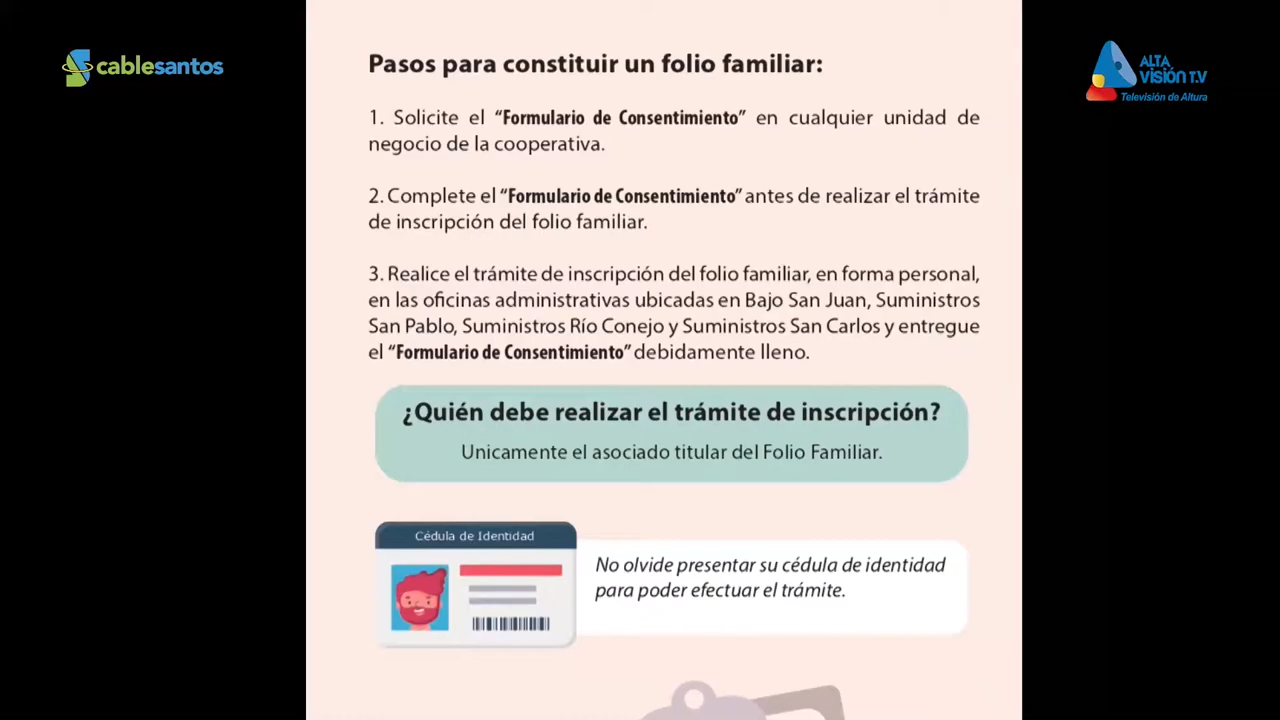 cablesantos
ALTA
VISIÓN T.V
Televisión de Altura
Pasos para constituir un folio familiar:
1. Solicite el “Formulario de Consentimiento” en cualquier unidad de
negocio de la cooperativa.
2. Complete el “Formulario de Consentimiento” antes de realizar el trámite
de inscripción del folio familiar.
3. Realice el trámite de inscripción del folio familiar, en forma personal,
en las oficinas administrativas ubicadas en Bajo San Juan, Suministros
San Pablo, Suministros Río Conejo y Suministros San Carlos y entregue
el “Formulario de Consentimiento” debidamente lleno.
¿Quién debe realizar el trámite de inscripción?
Unicamente el asociado titular del Folio Familiar.
Cédula de Identidad
No olvide presentar su cédula de identidad
para poder efectuar el trámite.